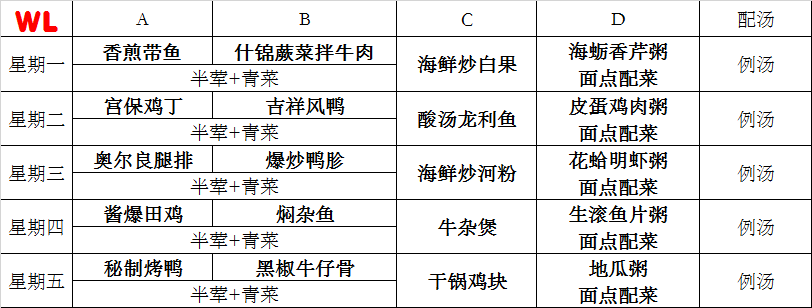 WL A B C D 配汤
星期一 香煎带鱼 什锦蕨菜拌牛肉 海鲜炒白果 海蛎香芹粥 例汤
半荤+青菜 面点配菜
星期二 宫保鸡丁 吉祥风鸭 酸汤龙利鱼 皮蛋鸡肉粥 例汤
半荤+青菜 面点配菜
星期三 奥尔良腿排 爆炒鸭胗 海鲜炒河粉 花蛤明虾粥 例汤
半荤+青菜 面点配菜
星期四 酱爆田鸡 焖杂鱼 牛杂煲 生滚鱼片粥 例汤
半荤+青菜 面点配菜
星期五 秘制烤鸭 黑椒牛仔骨 干锅鸡块 地瓜粥 例汤
半荤+青菜 面点配菜